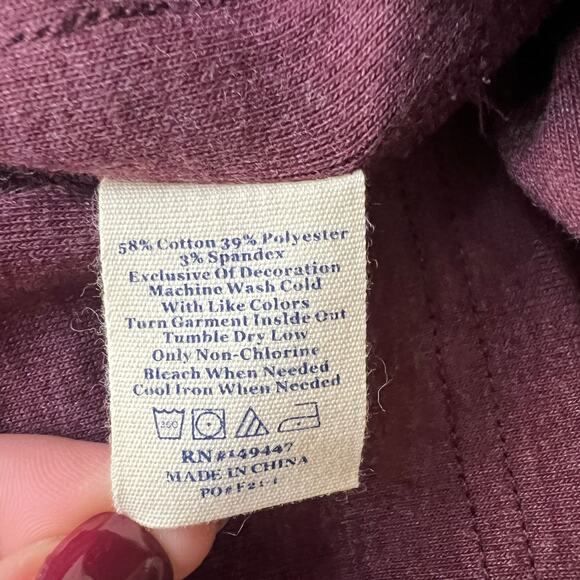 58% Cotton 39% Polyester
3% Spandex
Exclusive Of Decoration
Machine Wash Cold
With Like Colors
Turn Garment Inside Out
Tumble Dry Low
Only Non-Chlorine
Bleach When Needed
Cool Iron When Needed
RN#149447
MADE IN CHINA